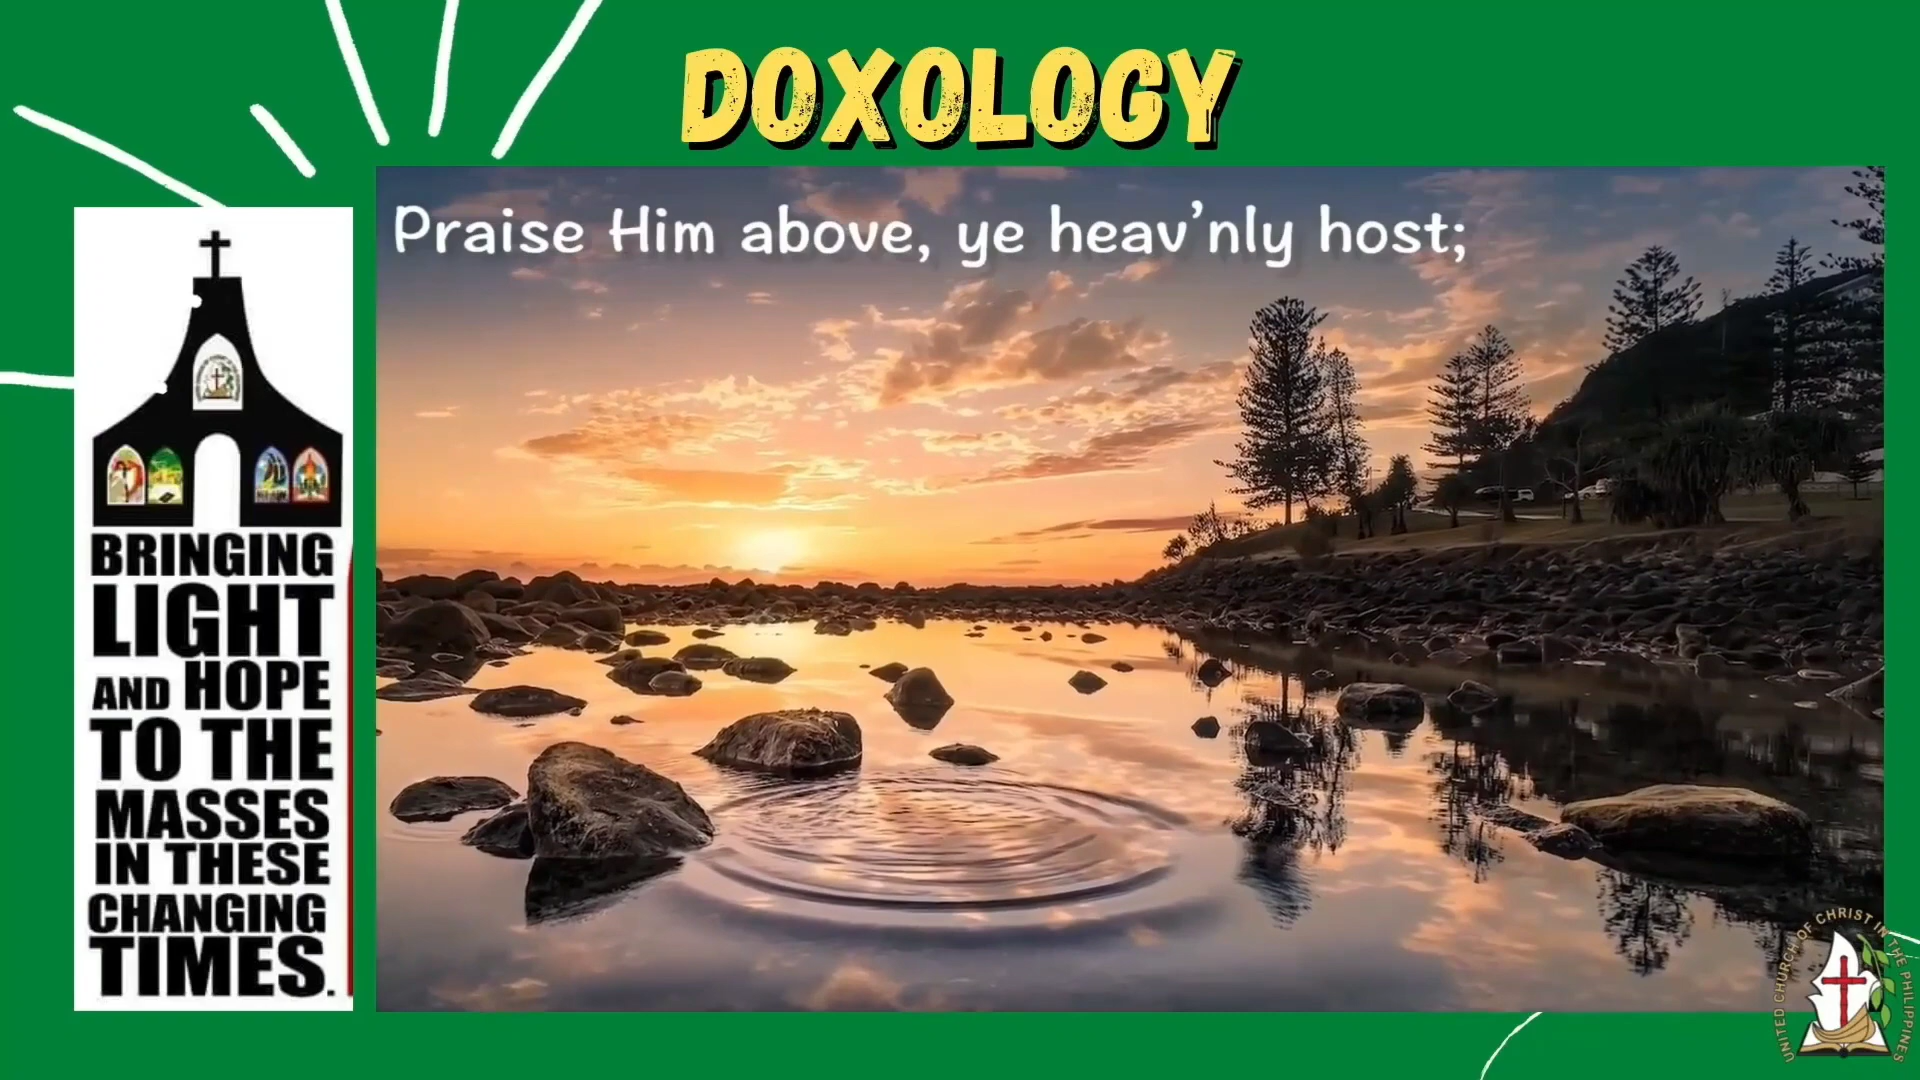 DOXOLOGY
Praise Him above, ye heav’nly host;
BRINGING
LIGHT
AND HOPE
TO THE
MASSES
IN THESE
CHANGING
TIMES.
UNITED CHURCH OF CHRIST IN THE PHILIPPINES